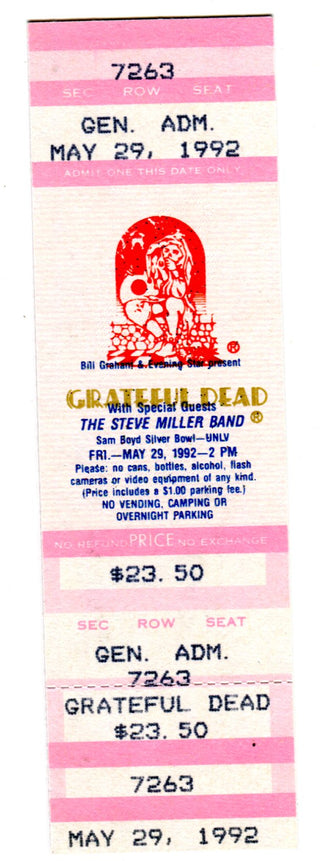 7263
SEC ROW SEAT
GEN. ADM.
MAY 29, 1992
ADMIT ONE THIS DATE ONLY
®
Bill Graham & Evening Star present
GRATEFUL DEAD
With Special Guests
THE STEVE MILLER BAND ®
Sam Boyd Silver Bowl—UNLV
FRI.—MAY 29, 1992—2 PM
Please: no cans, bottles, alcohol, flash
cameras or video equipment of any kind.
(Price includes a $1.00 parking fee.)
NO VENDING, CAMPING OR
OVERNIGHT PARKING
NO REFUND PRICE NO EXCHANGE
$23.50
SEC ROW SEAT
GEN. ADM.
7263
GRATEFUL DEAD
$23.50
7263
MAY 29, 1992